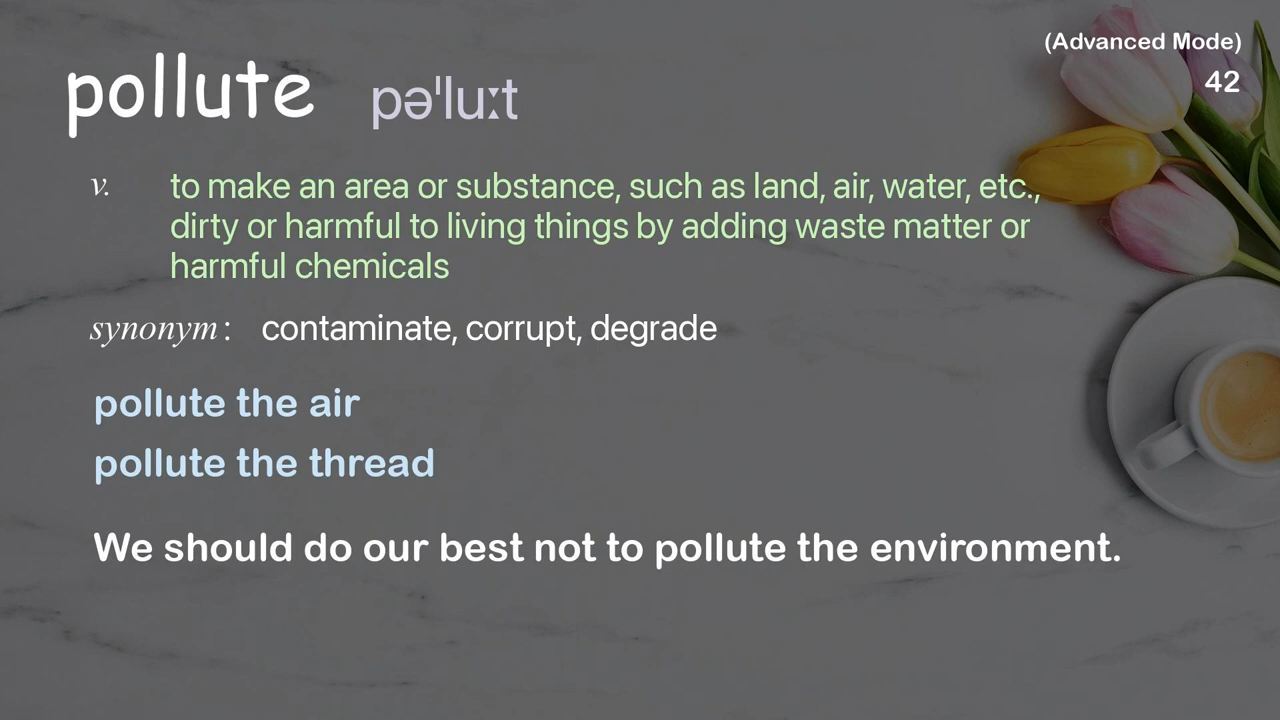 (Advanced Mode)
42
pollute pəˈluːt
v. to make an area or substance, such as land, air, water, etc.,
dirty or harmful to living things by adding waste matter or
harmful chemicals
synonym: contaminate, corrupt, degrade
pollute the air
pollute the thread
We should do our best not to pollute the environment.